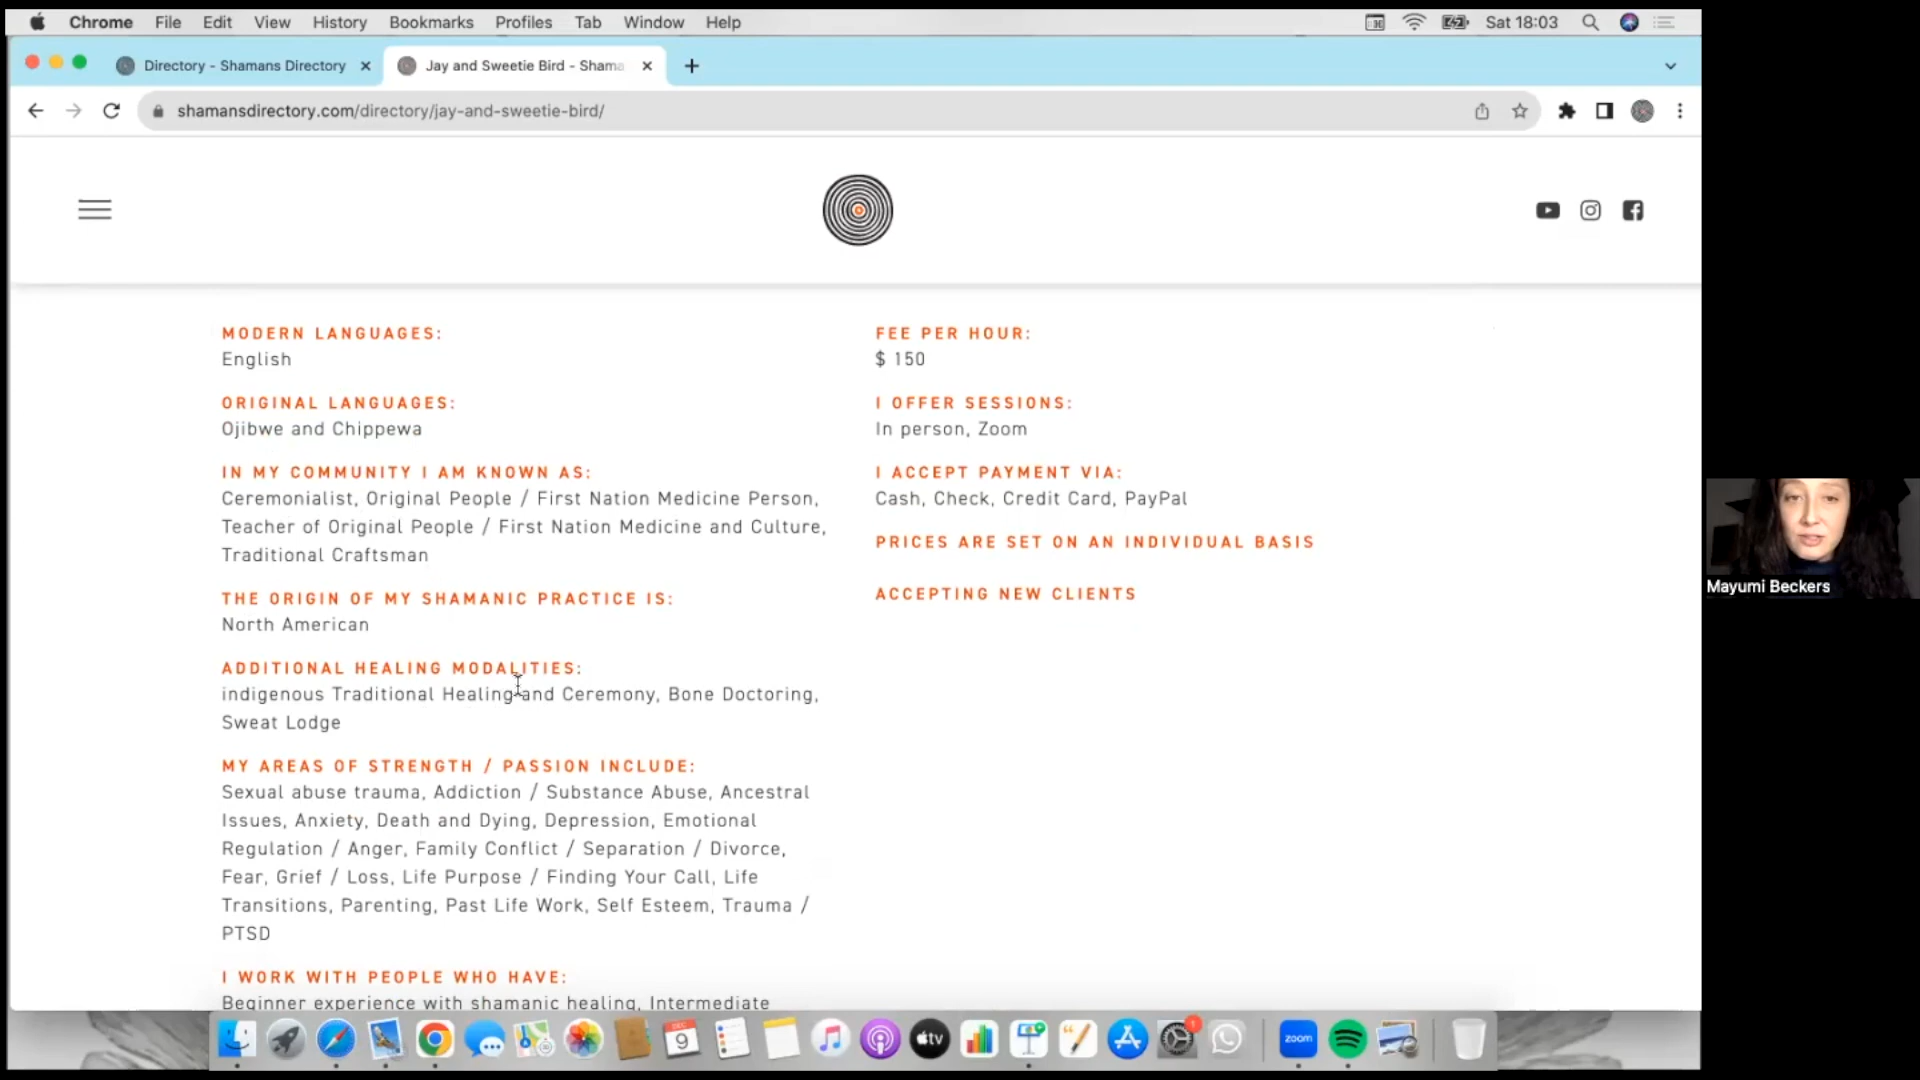 Chrome File Edit View History Bookmarks Profiles Tab Window Help Sat 18:03
Directory - Shamans Directory Jay and Sweetie Bird - Shama
shamansdirectory.com/directory/jay-and-sweetie-bird/
MODERN LANGUAGES:
English
ORIGINAL LANGUAGES:
Ojibwe and Chippewa
IN MY COMMUNITY I AM KNOWN AS:
Ceremonialist, Original People / First Nation Medicine Person,
Teacher of Original People / First Nation Medicine and Culture,
Traditional Craftsman
THE ORIGIN OF MY SHAMANIC PRACTICE IS:
North American
ADDITIONAL HEALING MODALITIES:
indigenous Traditional Healing and Ceremony, Bone Doctoring,
Sweat Lodge
MY AREAS OF STRENGTH / PASSION INCLUDE:
Sexual abuse trauma, Addiction / Substance Abuse, Ancestral
Issues, Anxiety, Death and Dying, Depression, Emotional
Regulation / Anger, Family Conflict / Separation / Divorce,
Fear, Grief / Loss, Life Purpose / Finding Your Call, Life
Transitions, Parenting, Past Life Work, Self Esteem, Trauma /
PTSD
I WORK WITH PEOPLE WHO HAVE:
Beginner experience with shamanic healing, Intermediate
FEE PER HOUR:
$ 150
I OFFER SESSIONS:
In person, Zoom
I ACCEPT PAYMENT VIA:
Cash, Check, Credit Card, PayPal
PRICES ARE SET ON AN INDIVIDUAL BASIS
ACCEPTING NEW CLIENTS
Mayumi Beckers
DEC
9
tv
1
zoom